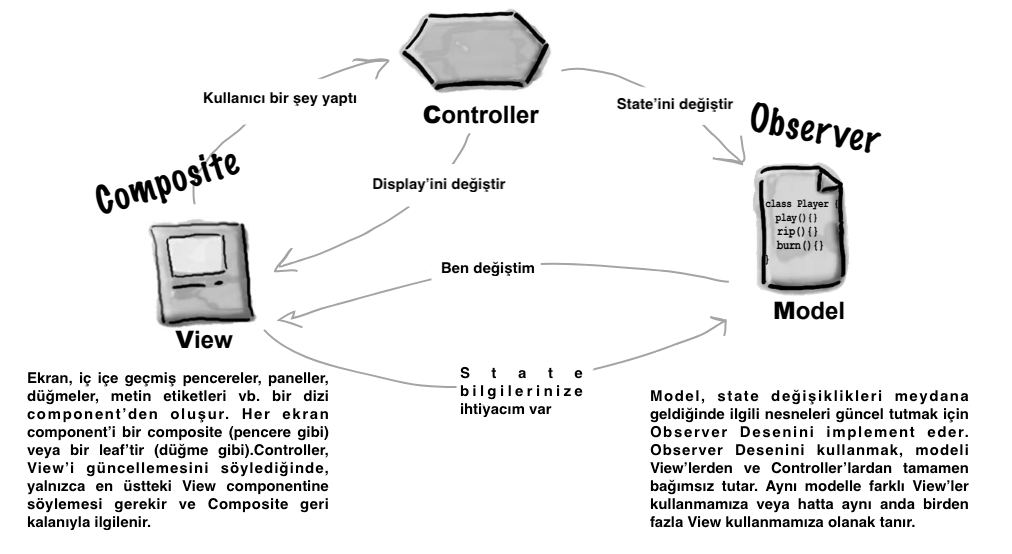 Kullanıcı bir şey yaptı
Controller
State'ini değiştir
Observer
Composite
Display'ini değiştir
class Player {
play(){}
rip(){}
burn(){}
}
Ben değiştim
Model
View
S t a t e
bilgilerinize
ihtiyacım var
Ekran, iç içe geçmiş pencereler, paneller,
düğmeler, metin etiketleri vb. bir dizi
component'den oluşur. Her ekran
component'i bir composite (pencere gibi)
veya bir leaf'tir (düğme gibi).Controller,
View'i güncellemesini söylediğinde,
yalnızca en üstteki View componentine
söylemesi gerekir ve Composite geri
kalanıyla ilgilenir.
Model, state değişiklikleri meydana
geldiğinde ilgili nesneleri güncel tutmak için
Observer Desenini implement eder.
Observer Desenini kullanmak, modeli
View'lerden ve Controller'lardan tamamen
bağımsız tutar. Aynı modelle farklı View'ler
kullanmamıza veya hatta aynı anda birden
fazla View kullanmamıza olanak tanır.